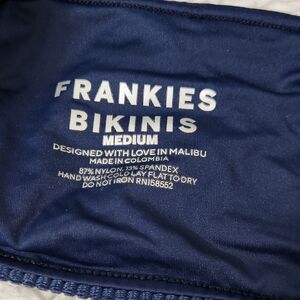 FRANKIES
BIKINIS
MEDIUM
DESIGNED WITH LOVE IN MALIBU
MADE IN COLOMBIA
87% NYLON, 13% SPANDEX
HAND WASH COLD LAY FLAT TO DRY
DO NOT IRON RN158562